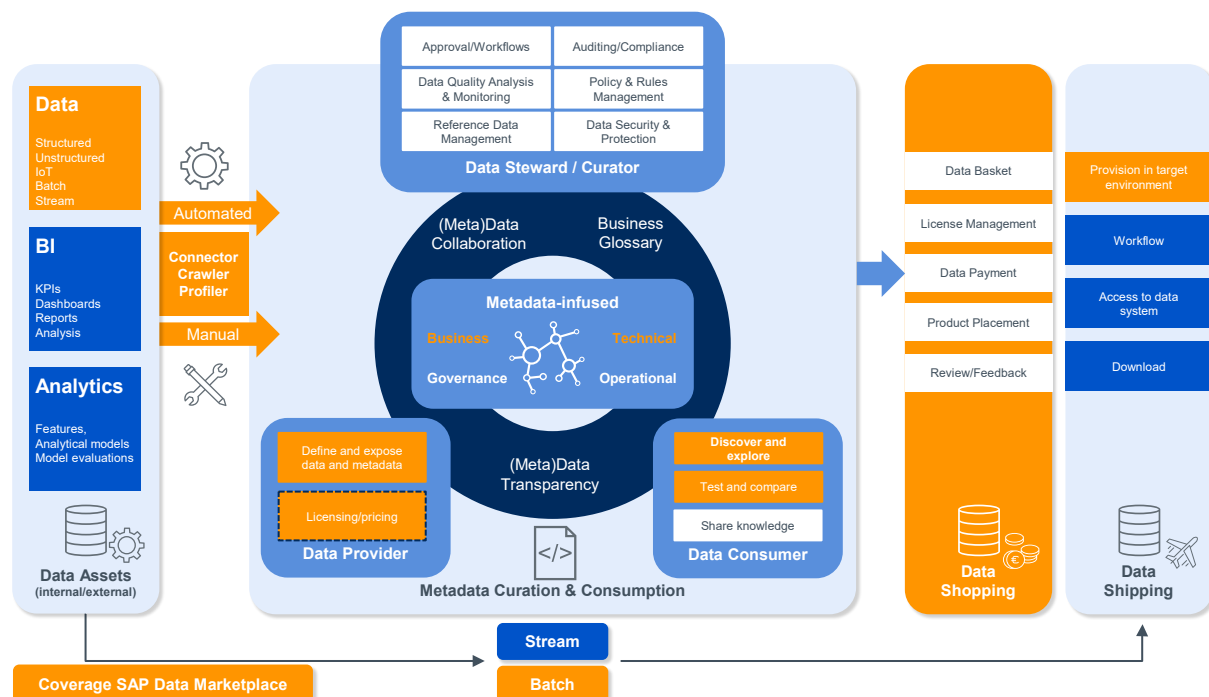 Data
Structured
Unstructured
IoT
Batch
Stream
BI
KPIs
Dashboards
Reports
Analysis
Analytics
Features,
Analytical models
Model evaluations
Data Assets
(internal/external)
Automated
Connector
Crawler
Profiler
Manual
Approval/Workflows
Auditing/Compliance
Data Quality Analysis
& Monitoring
Policy & Rules
Management
Reference Data
Management
Data Security &
Protection
Data Steward / Curator
(Meta)Data
Collaboration
Business
Glossary
Metadata-infused
Business
Technical
Governance
Operational
(Meta)Data
Transparency
Define and expose
data and metadata
Licensing/pricing
Data Provider
Discover and
explore
Test and compare
Share knowledge
Data Consumer
</>
Metadata Curation & Consumption
Data Basket
License Management
Data Payment
Product Placement
Review/Feedback
€
Data
Shopping
Provision in target
environment
Workflow
Access to data
system
Download
Data
Shipping
Stream
Batch
Coverage SAP Data Marketplace